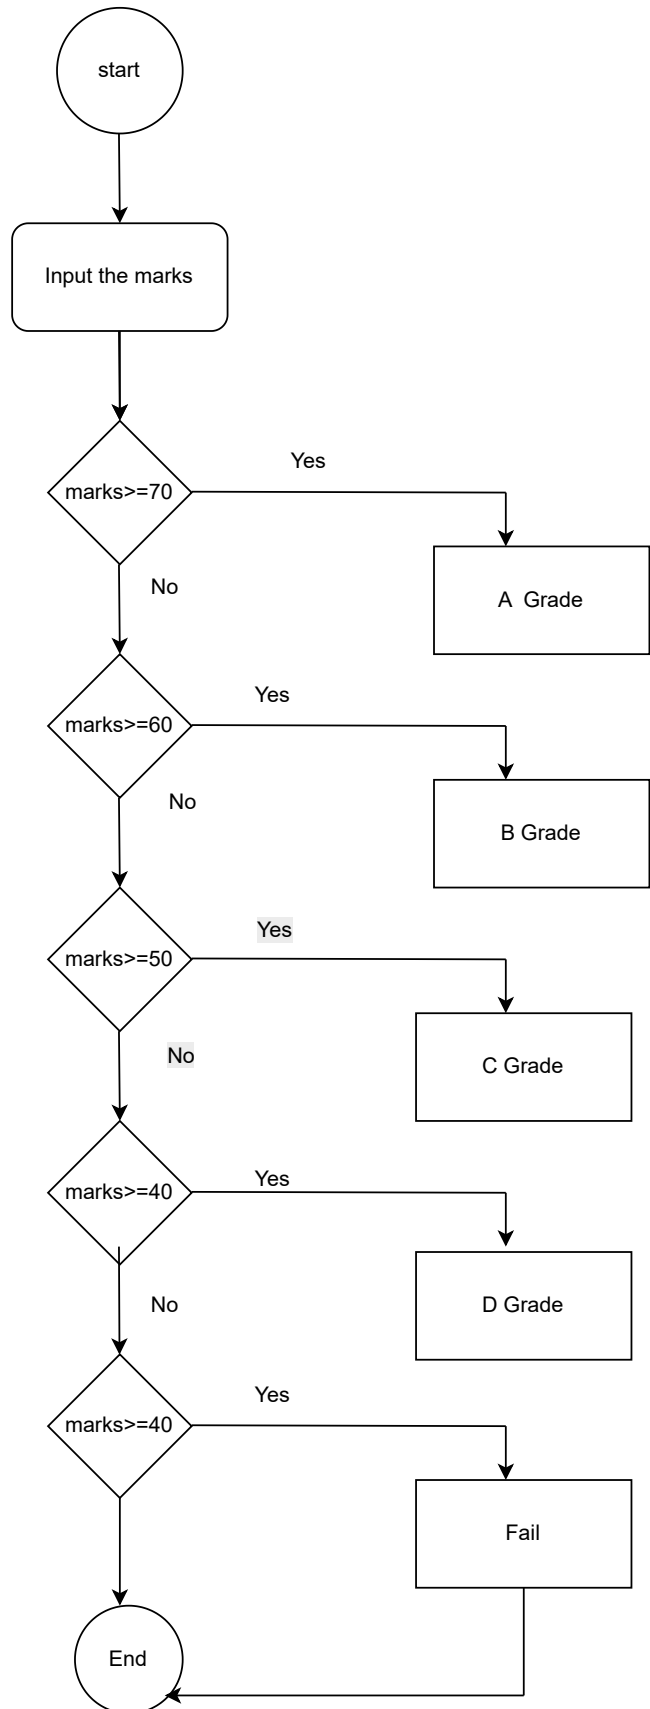 start
Input the marks
marks>=70
Yes
A  Grade
No
marks>=60
Yes
B Grade
No
marks>=50
Yes
C Grade
No
marks>=40
Yes
D Grade
No
marks>=40
Yes
Fail
End